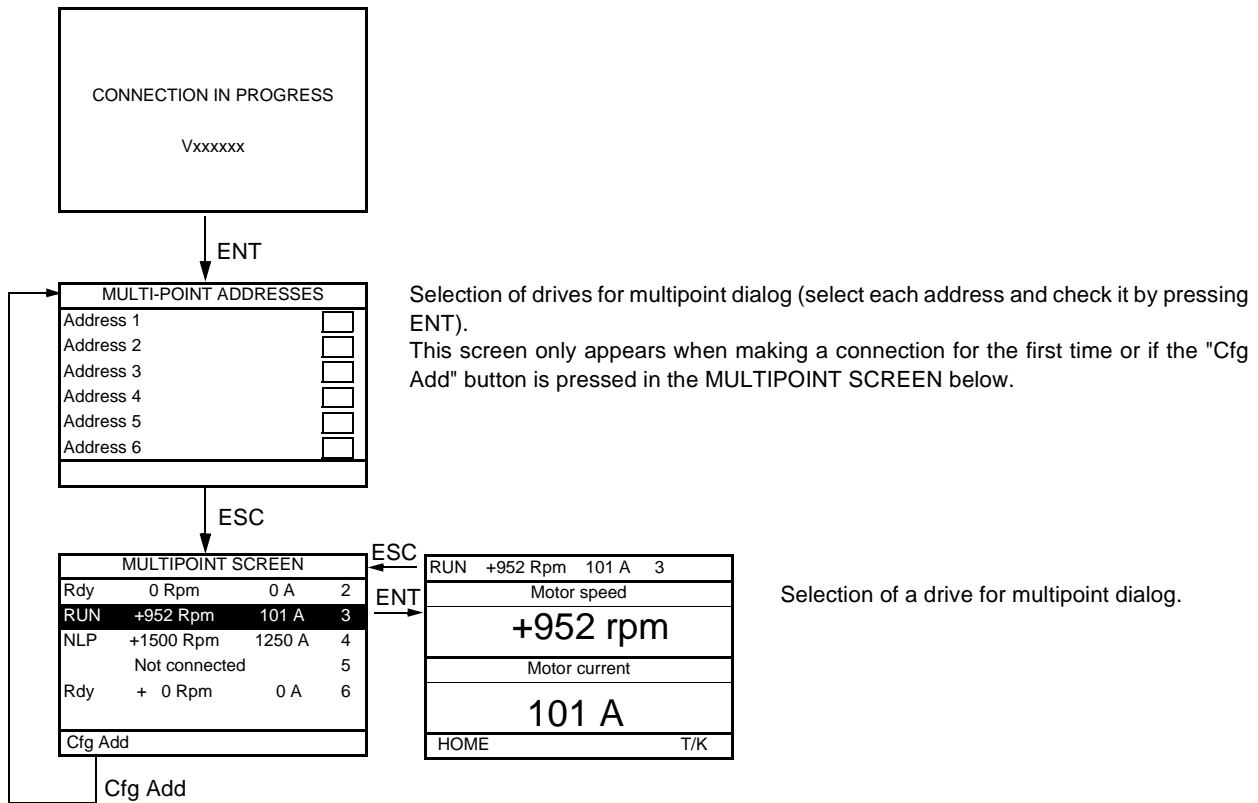 CONNECTION IN PROGRESS
Vxxxxxx
ENT
MULTI-POINT ADDRESSES
Address 1
Address 2
Address 3
Address 4
Address 5
Address 6
Selection of drives for multipoint dialog (select each address and check it by pressing
ENT).
This screen only appears when making a connection for the first time or if the "Cfg
Add" button is pressed in the MULTIPOINT SCREEN below.
ESC
MULTIPOINT SCREEN
Rdy 0 Rpm 0 A 2
RUN +952 Rpm 101 A 3
NLP +1500 Rpm 1250 A 4
Not connected 5
Rdy + 0 Rpm 0 A 6
Cfg Add
Cfg Add
ESC
ENT
RUN +952 Rpm 101 A 3
Motor speed
+952 rpm
Motor current
101 A
HOME T/K
Selection of a drive for multipoint dialog.